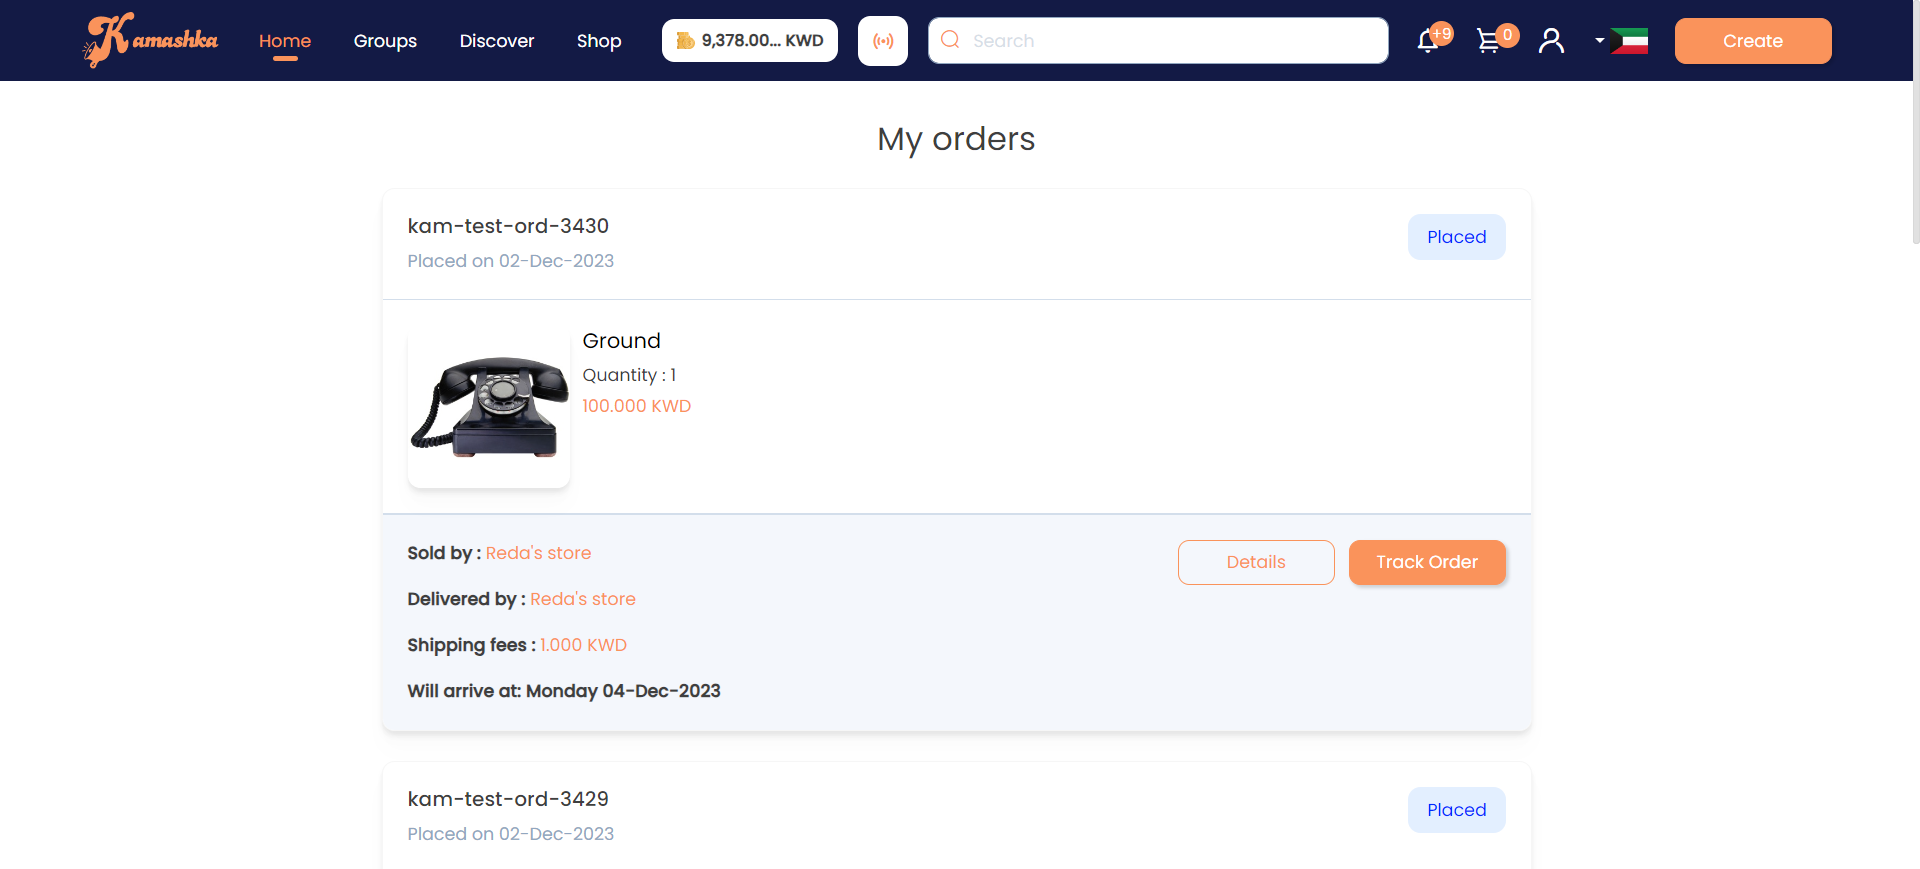 Kamashka
Home
Groups
Discover
Shop
9,378.00... KWD
Search
+9
0
Create
My orders
kam-test-ord-3430
Placed on 02-Dec-2023
Placed
Ground
Quantity : 1
100.000 KWD
Sold by : Reda's store
Delivered by : Reda's store
Shipping fees : 1.000 KWD
Will arrive at: Monday 04-Dec-2023
Details
Track Order
kam-test-ord-3429
Placed on 02-Dec-2023
Placed